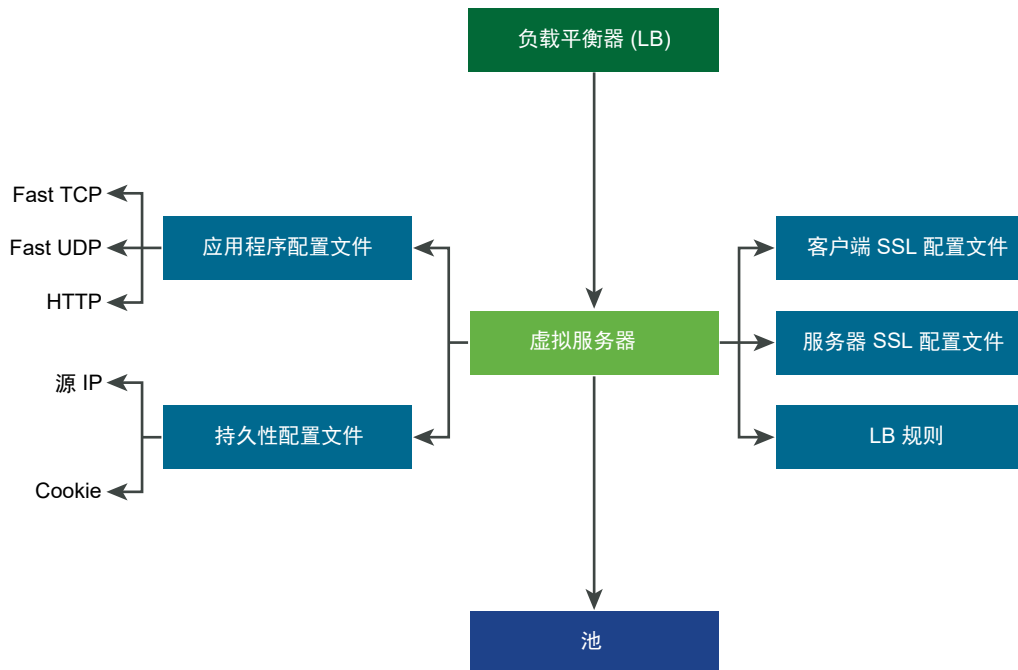 负载平衡器 (LB)
Fast TCP
Fast UDP
HTTP
应用程序配置文件
客户端 SSL 配置文件
虚拟服务器
服务器 SSL 配置文件
源 IP
Cookie
持久性配置文件
LB 规则
池